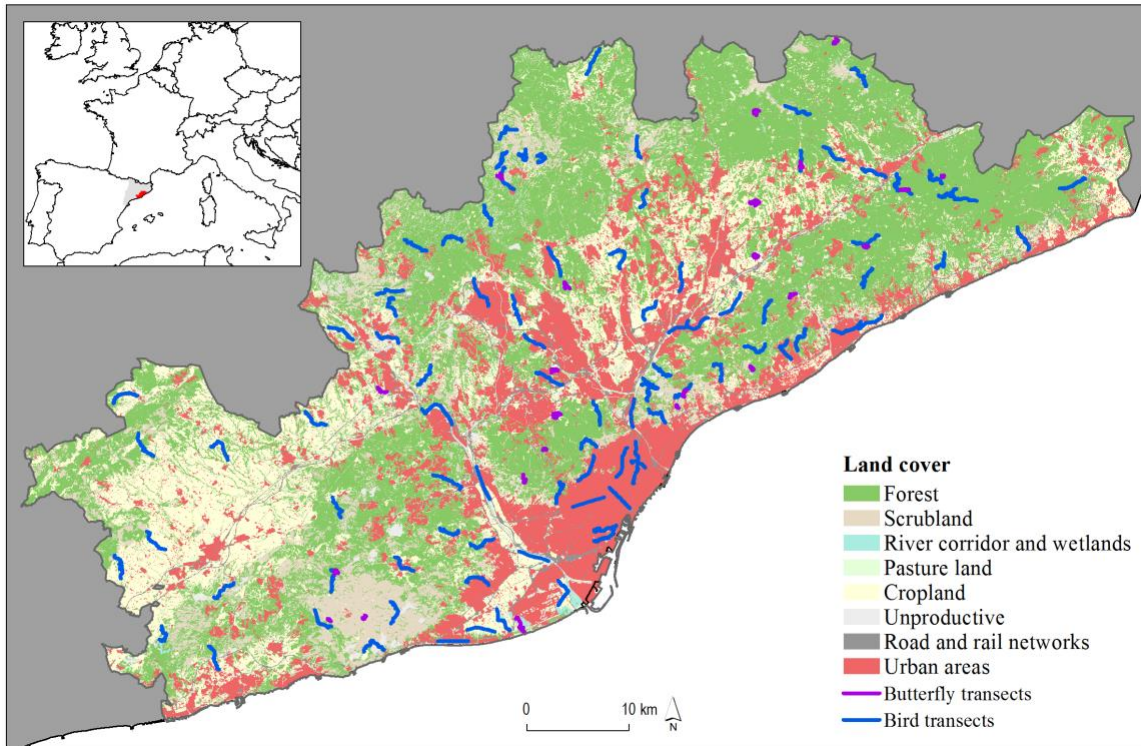 Land cover
Forest
Scrubland
River corridor and wetlands
Pasture land
Cropland
Unproductive
Road and rail networks
Urban areas
Butterfly transects
Bird transects
0 10 km N